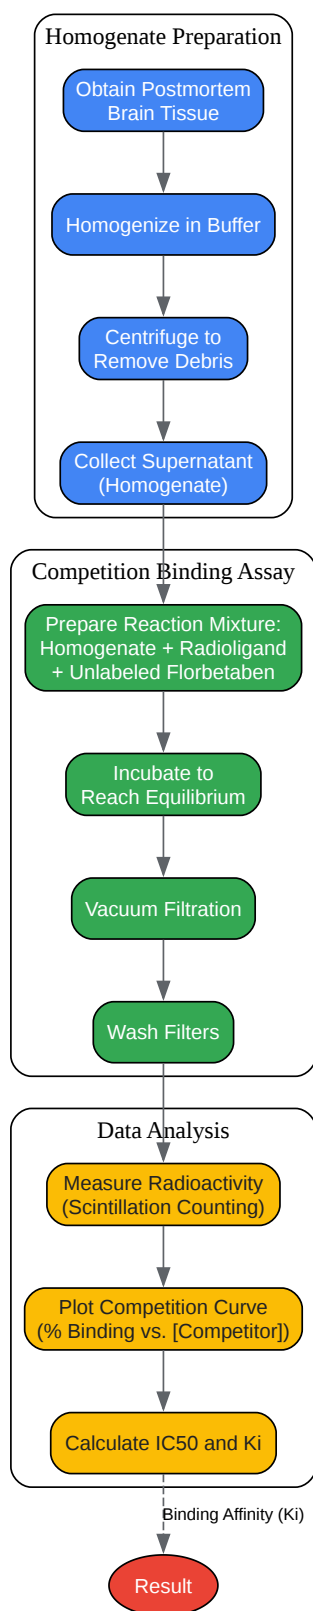 Homogenate Preparation
Obtain Postmortem
Brain Tissue
Homogenize in Buffer
Centrifuge to
Remove Debris
Collect Supernatant
(Homogenate)
Competition Binding Assay
Prepare Reaction Mixture:
Homogenate + Radioligand
+ Unlabeled Florbetaben
Incubate to
Reach Equilibrium
Vacuum Filtration
Wash Filters
Data Analysis
Measure Radioactivity
(Scintillation Counting)
Plot Competition Curve
(% Binding vs. [Competitor])
Calculate IC50 and Ki
Binding Affinity (Ki)
Result